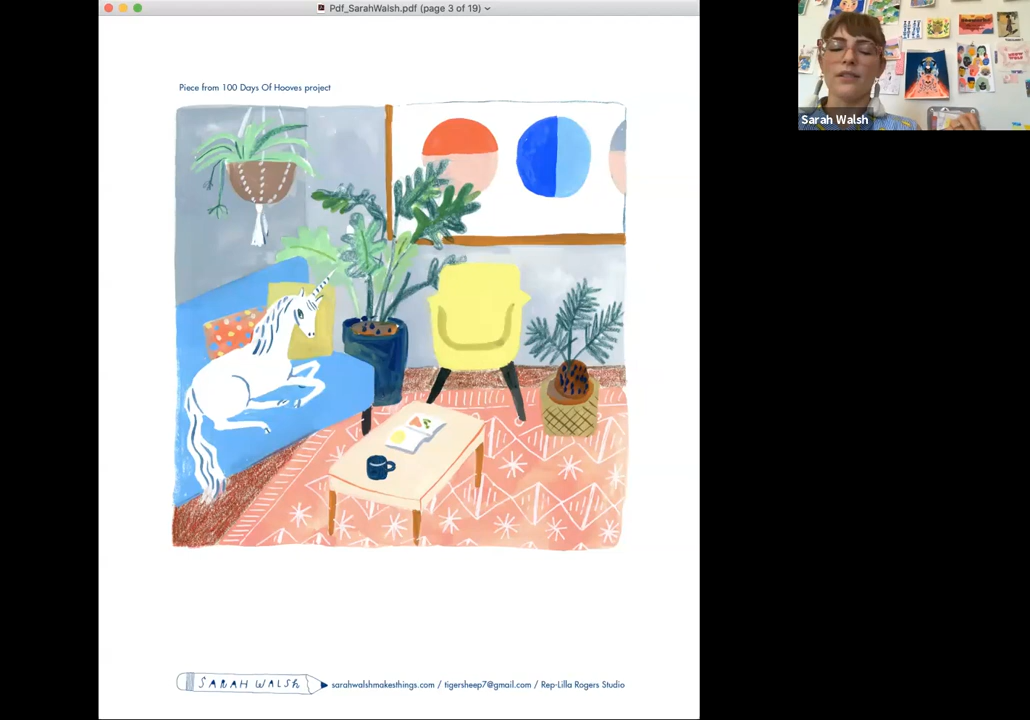 Pdf_SarahWalsh.pdf (page 3 of 19)
Piece from 100 Days Of Hooves project
Sarah Walsh
SARAH WALSH
sarahwalshmakesthings.com / tigersheep7@gmail.com / Rep-Lilla Rogers Studio